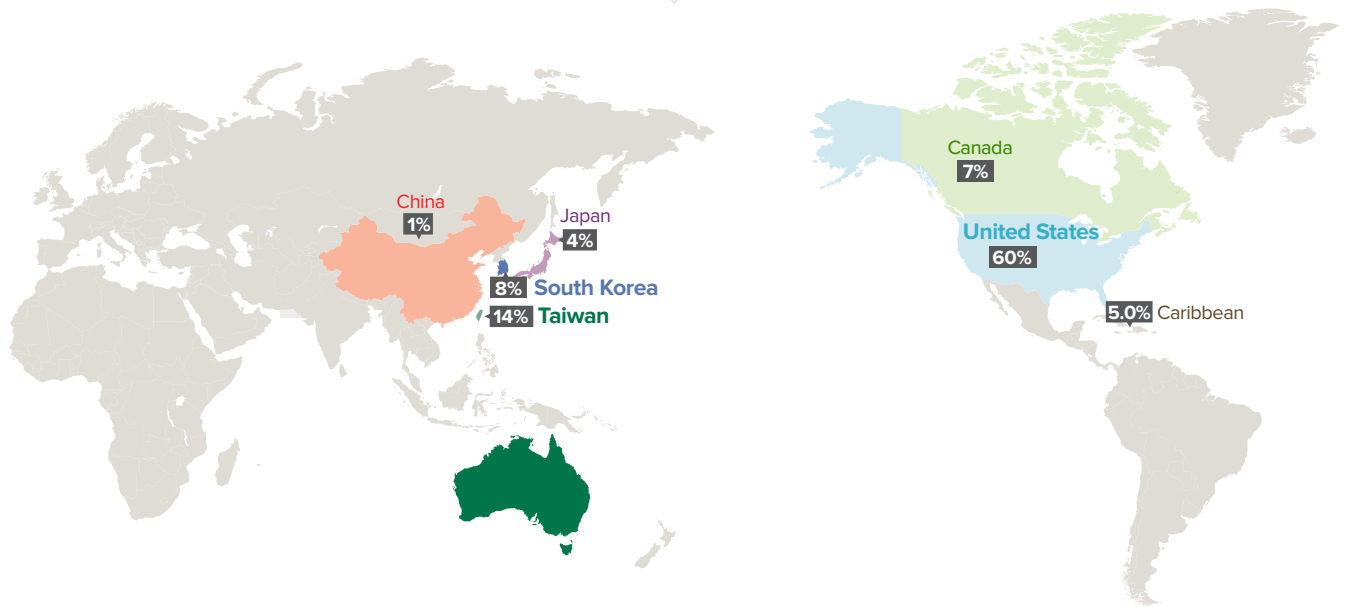 China
1%
Japan
4%
8% South Korea
14% Taiwan
Canada
7%
United States
60%
5.0% Caribbean